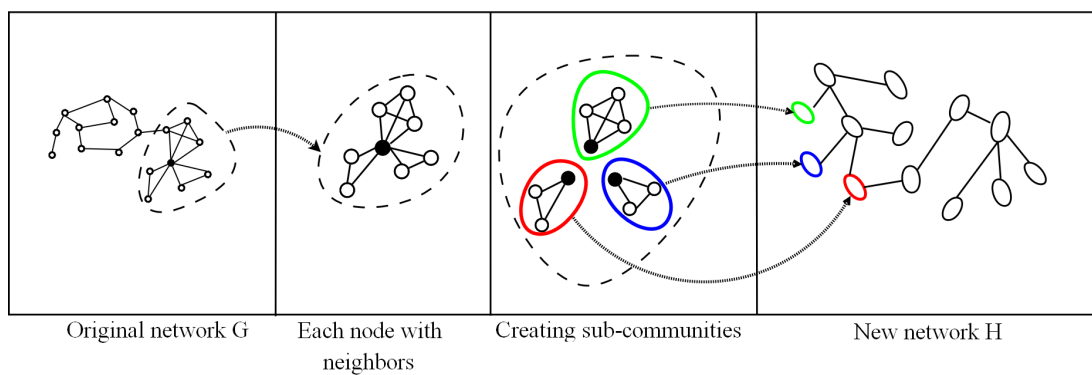 Original network G
Each node with
neighbors
Creating sub-communities
New network H